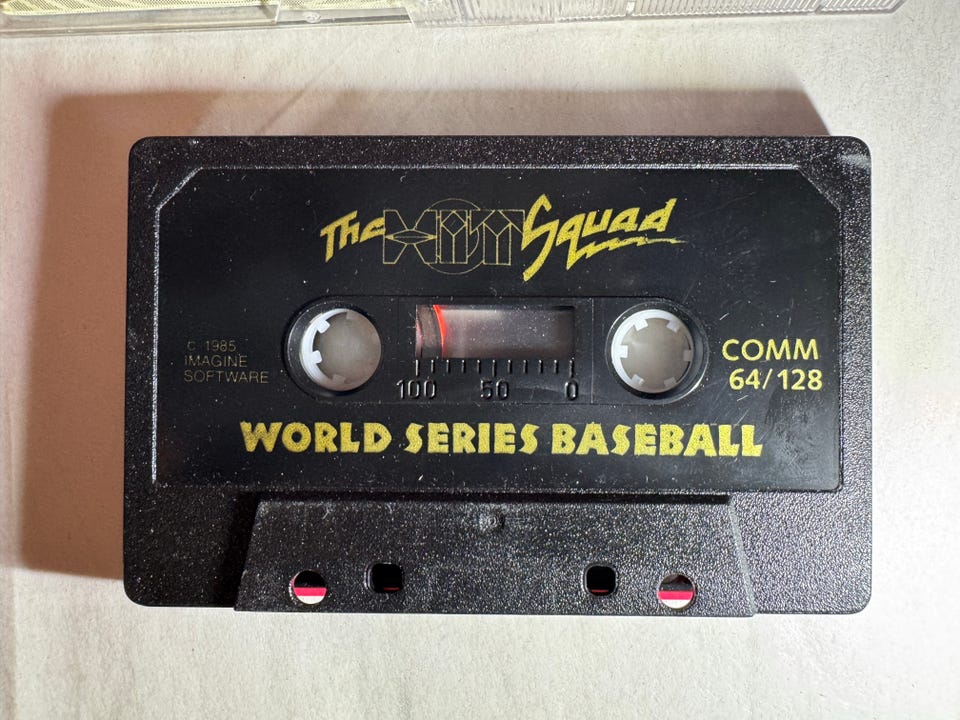 The HIT Squad
© 1985
IMAGINE
SOFTWARE
100 50 0
COMM
64/128
WORLD SERIES BASEBALL